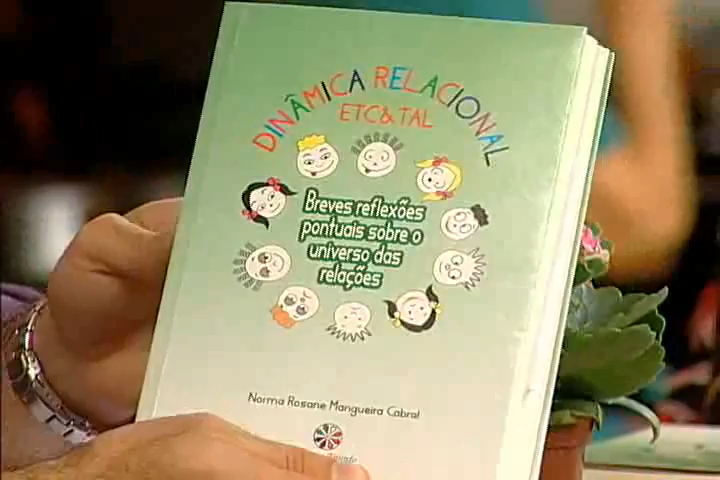 DINÂMICA RELACIONAL
ETC & TAL
Breves reflexões
pontuais sobre o
universo das
relações
Norma Rosane Mangueira Cabral